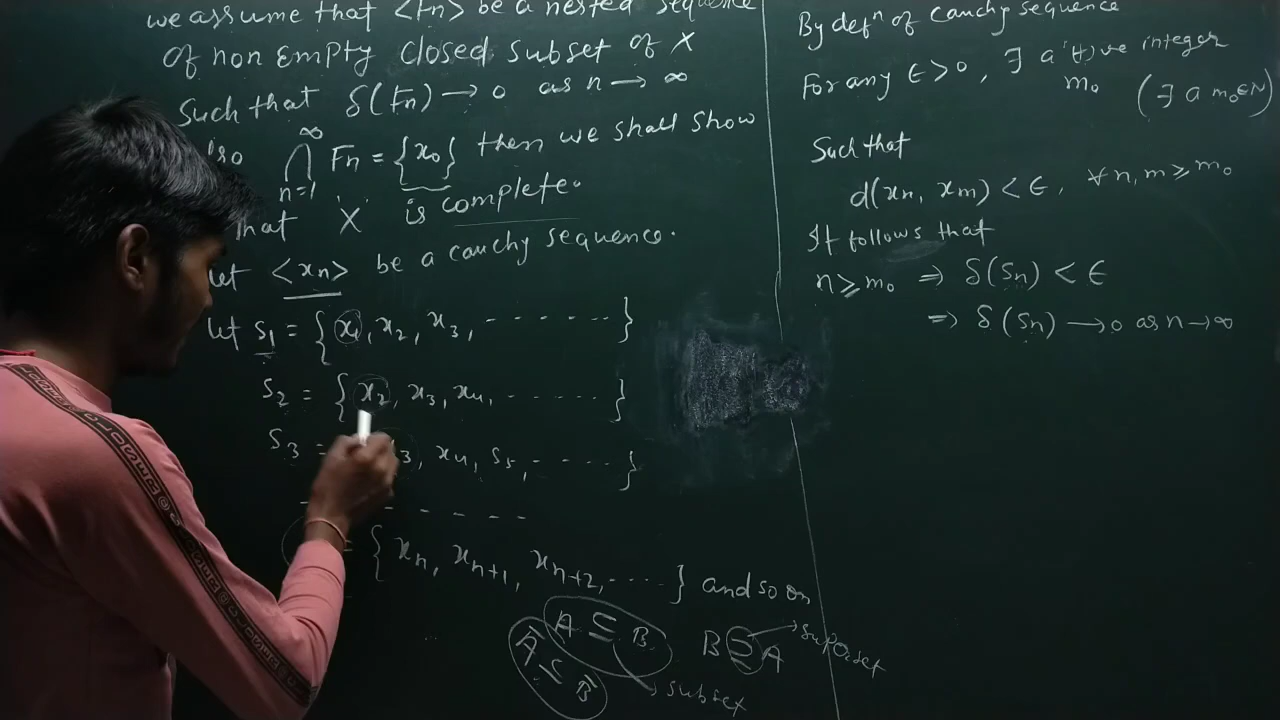 we assume that <Fn> be a nested sequence
of non Empty closed subset of X
Such that δ(Fn) → 0 as n → ∞
∞
⋂ Fn = {x₀} then we shall show
n=1
that 'X' is complete.
let <xn> be a cauchy sequence.
let S₁ = {x₁, x₂, x₃, ------- }
S₂ = {x₂, x₃, x₄, ------- }
S₃ = 3, x₄, S₅, ------ }
- - - - - -
= {xn, xn+1, xn+2, ----- } and so on
A ⊆ B
B ⊇ A → superset
Ā ⊆ B̄
→ subset
By defⁿ of cauchy sequence
For any ε > 0, ∃ a (+)ve integer
m₀ (∃ a m₀ ∈ N)
Such that
d(xn, xm) < ε, ∀ n, m ≥ m₀
It follows that
n ≥ m₀ ⇒ δ(Sn) < ε
⇒ δ(Sn) → 0 as n → ∞